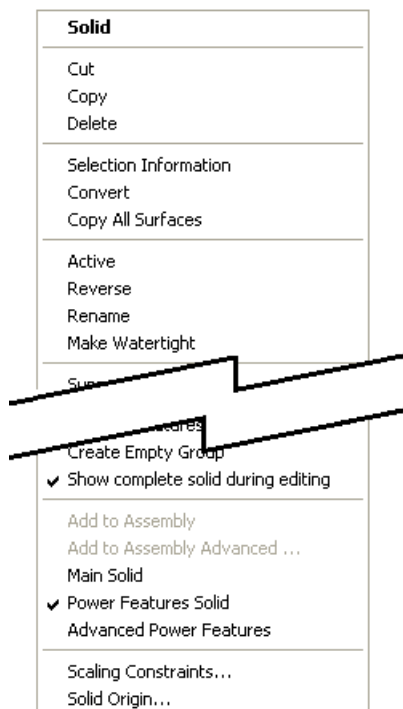 Solid
Cut
Copy
Delete
Selection Information
Convert
Copy All Surfaces
Active
Reverse
Rename
Make Watertight
Create Empty Group
Show complete solid during editing
Add to Assembly
Add to Assembly Advanced ...
Main Solid
Power Features Solid
Advanced Power Features
Scaling Constraints...
Solid Origin...